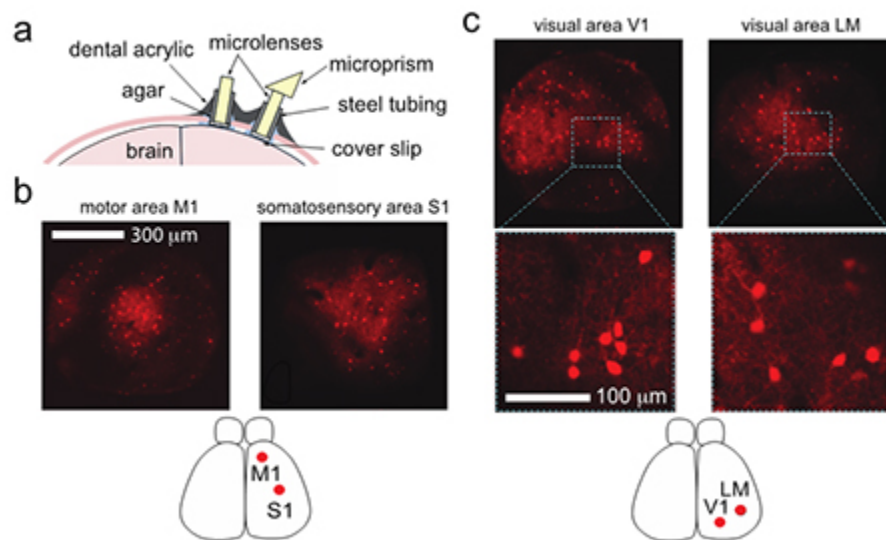 a
dental acrylic
microlenses
microprism
agar
steel tubing
brain
cover slip
b
motor area M1
somatosensory area S1
300 μm
M1
S1
c
visual area V1
visual area LM
100 μm
LM
V1